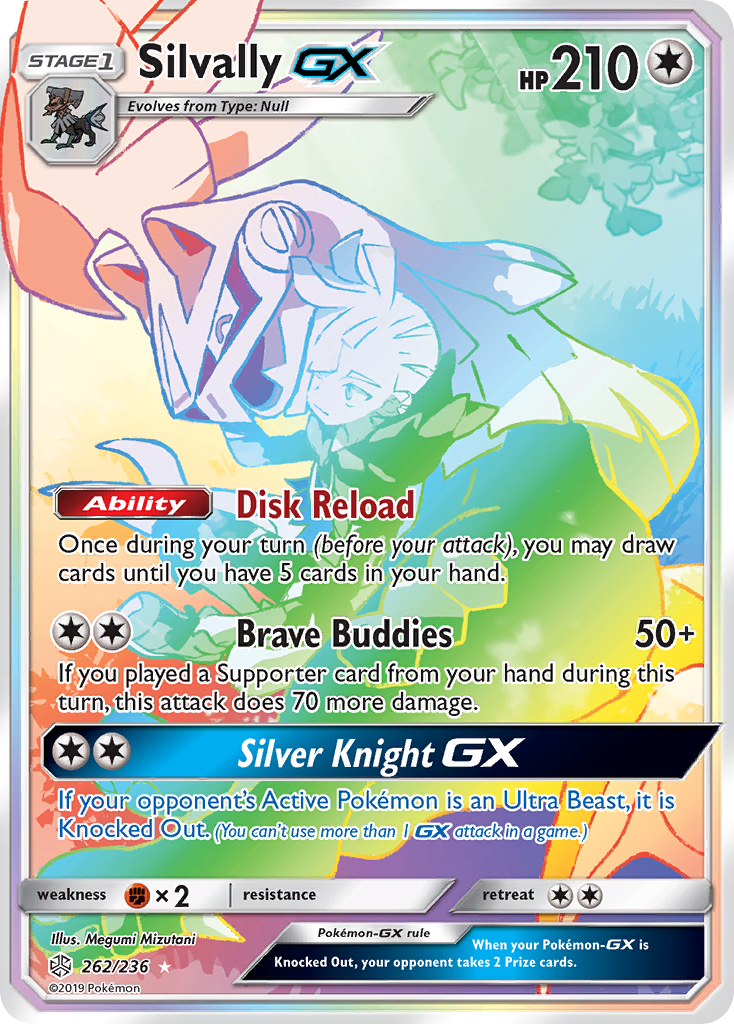 STAGE1
Silvally GX
HP210
Evolves from Type: Null
Ability Disk Reload
Once during your turn (before your attack), you may draw
cards until you have 5 cards in your hand.
Brave Buddies 50+
If you played a Supporter card from your hand during this
turn, this attack does 70 more damage.
Silver Knight GX
If your opponent's Active Pokémon is an Ultra Beast, it is
Knocked Out. (You can't use more than 1 GX attack in a game.)
weakness ×2 resistance retreat
Illus. Megumi Mizutani
262/236
©2019 Pokémon
Pokémon-GX rule
When your Pokémon-GX is
Knocked Out, your opponent takes 2 Prize cards.